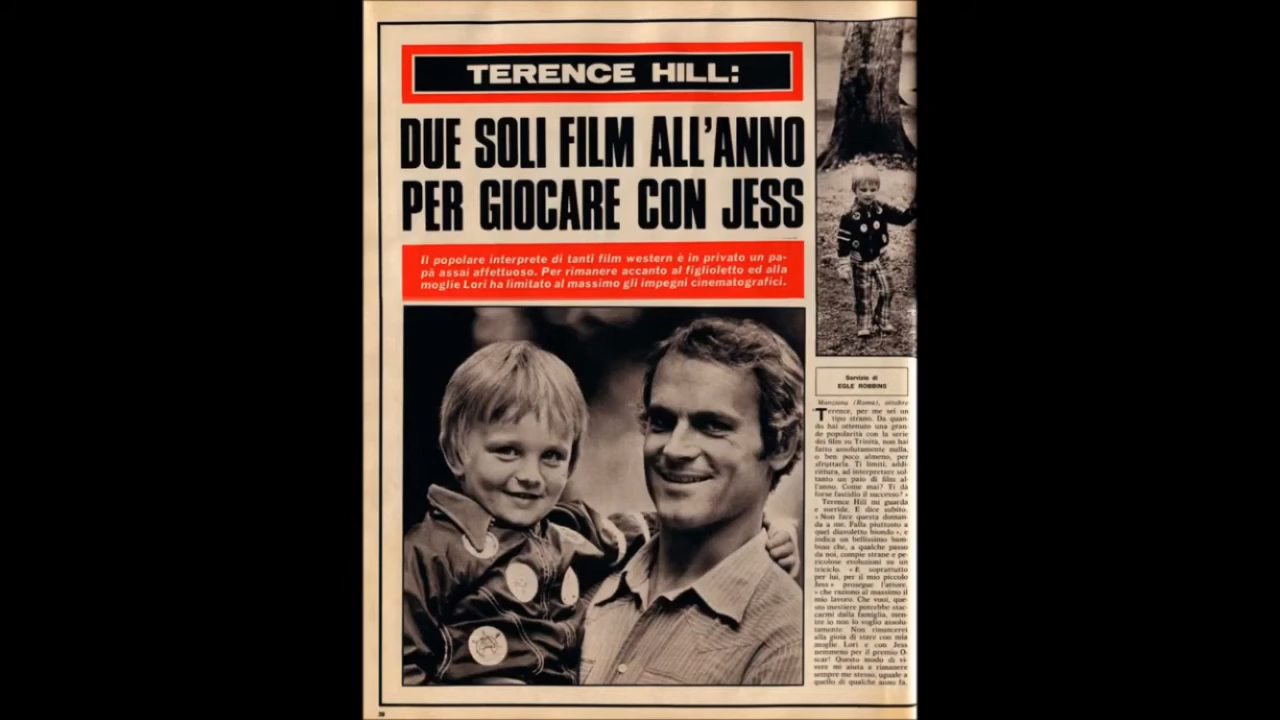 TERENCE HILL:
DUE SOLI FILM ALL'ANNO
PER GIOCARE CON JESS
Il popolare interprete di tanti film western è in privato un pa-
pà assai affettuoso. Per rimanere accanto al figlioletto ed alla
moglie Lori ha limitato al massimo gli impegni cinematografici.
Servizio di
EGLE ROBBINS
Manziana (Roma), ottobre
Terence, per me sei un
tipo strano. Da quan-
do hai ottenuto una gran-
de popolarità con la serie
dei film su Trinità, non hai
fatto assolutamente nulla,
o ben poco almeno, per
sfruttarla. Ti limiti, addi-
rittura, ad interpretare sol-
tanto un paio di film al-
l'anno. Come mai? Ti dà
forse fastidio il successo? »
Terence Hill mi guarda
e sorride. E dice subito:
« Non fare questa doman-
da a me. Falla piuttosto a
quel diavoletto biondo », e
indica un bellissimo bam-
bino che, a qualche passo
da noi, compie strane e pe-
ricolose evoluzioni su un
triciclo. « E soprattutto
per lui, per il mio piccolo
Jess » prosegue l'attore,
« che raziono al massimo il
mio lavoro. Che vuoi, que-
sto mestiere potrebbe stac-
carmi dalla famiglia, men-
tre io non lo voglio assolu-
tamente. Non rinuncerei
alla gioia di stare con mia
moglie Lori e con Jess
nemmeno per il premio O-
scar! Questo modo di vi-
vere mi aiuta a rimanere
sempre me stesso, uguale a
quello di qualche anno fa.
38